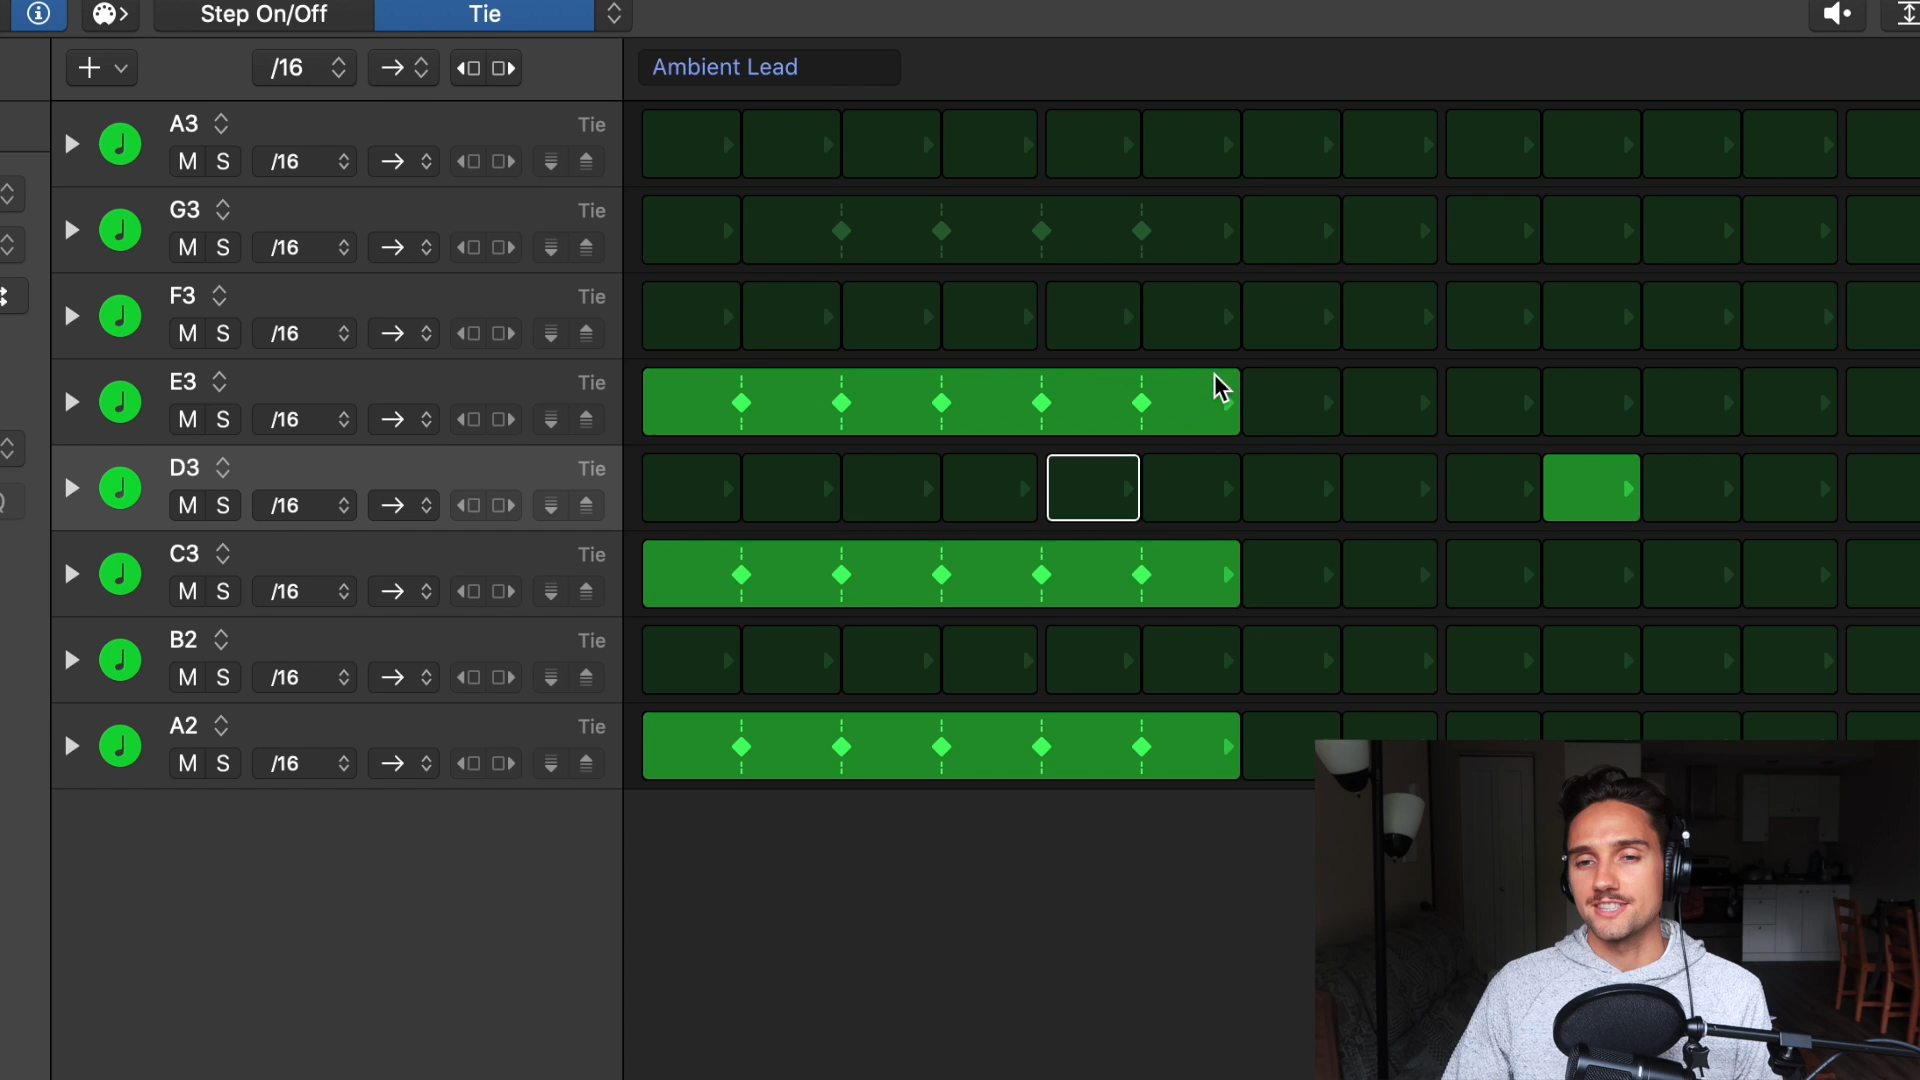 Step On/Off Tie
/16 Ambient Lead
A3 Tie
M S /16
G3 Tie
M S /16
F3 Tie
M S /16
E3 Tie
M S /16
D3 Tie
M S /16
C3 Tie
M S /16
B2 Tie
M S /16
A2 Tie
M S /16